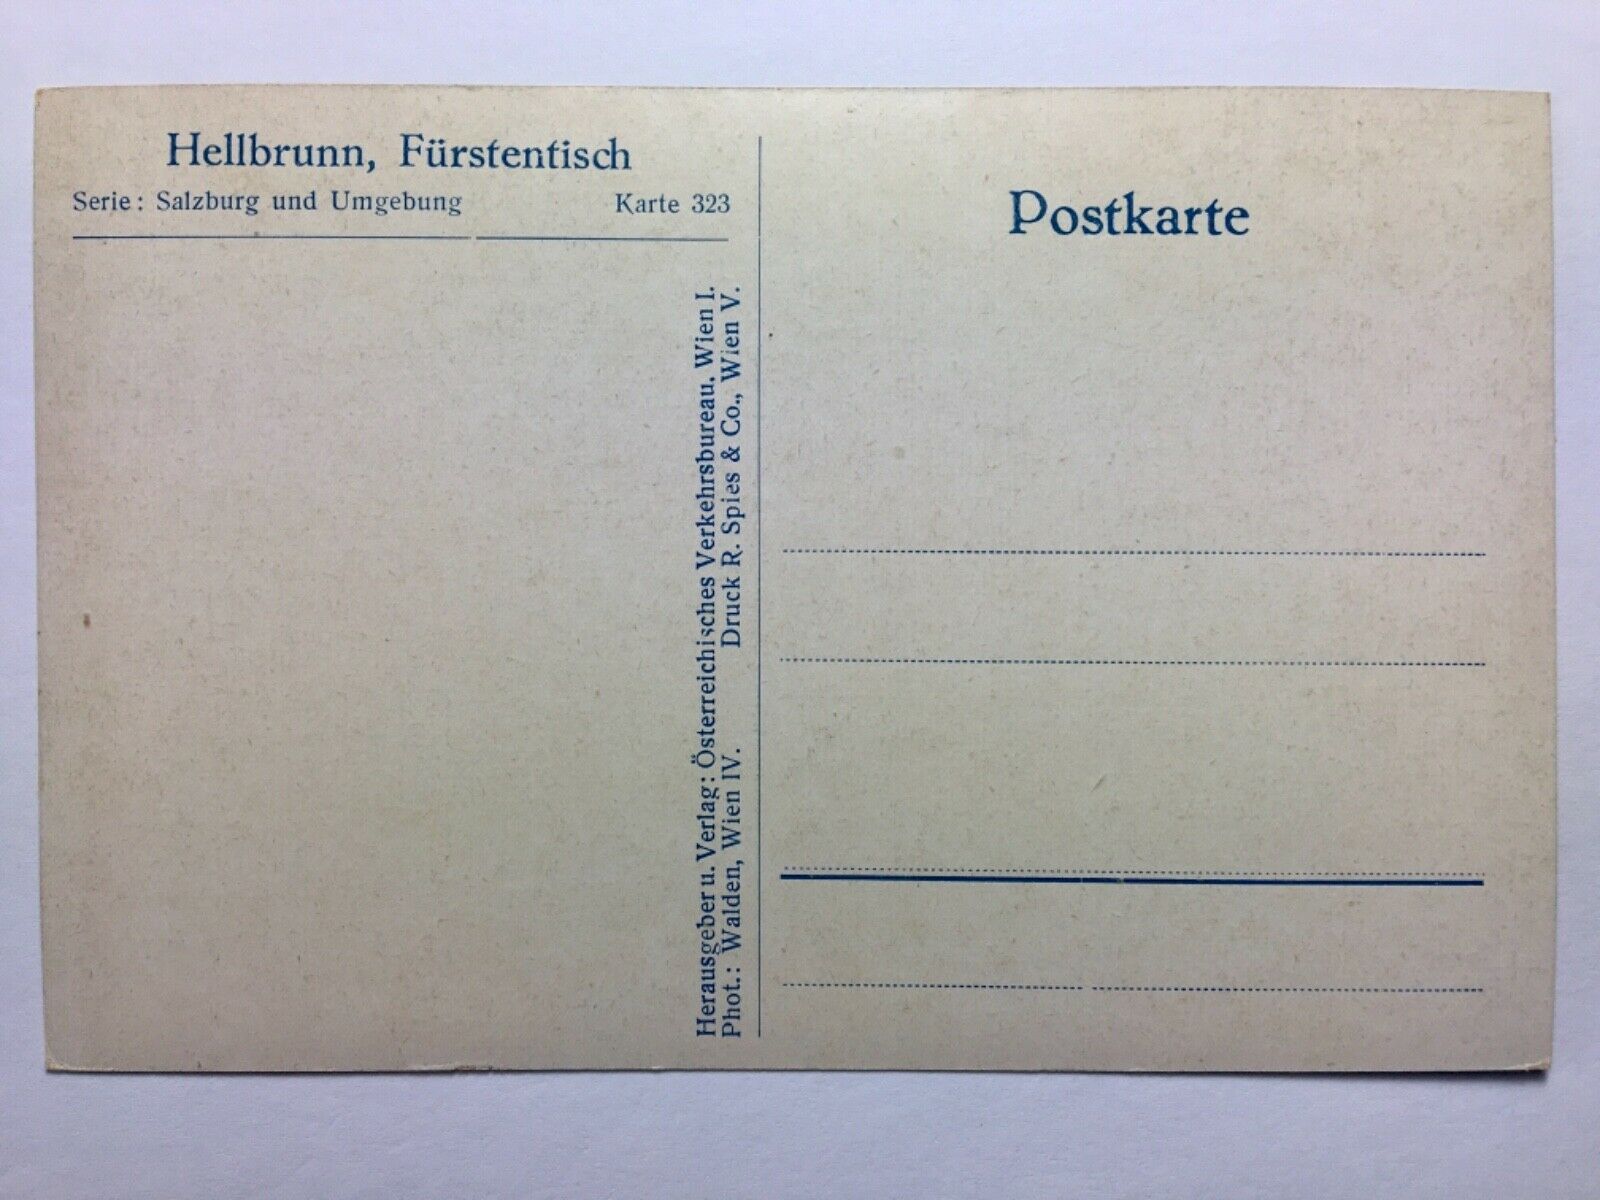 Hellbrunn, Fürstentisch
Serie: Salzburg und Umgebung Karte 323
Herausgeber u. Verlag: Österreichisches Verkehrsbureau, Wien I.
Phot.: Walden, Wien IV. Druck R. Spies & Co., Wien V.
Postkarte